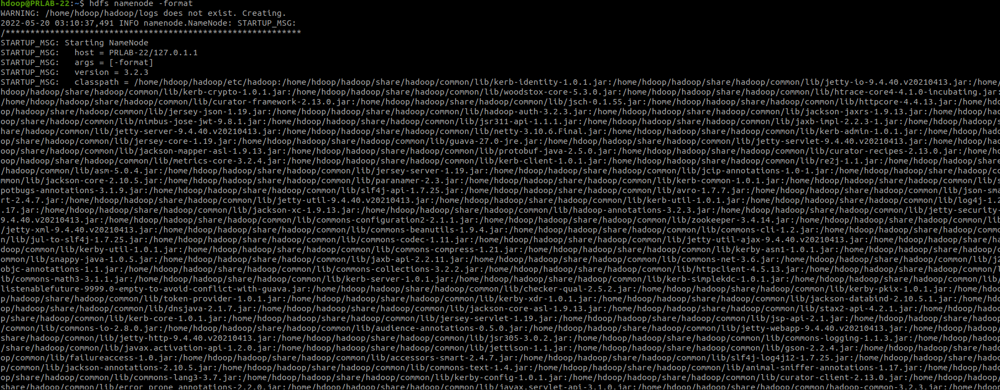 hdoop@PRLAB-22:~$ hdfs namenode -format
WARNING: /home/hdoop/hadoop/logs does not exist. Creating.
2022-05-20 03:10:37,491 INFO namenode.NameNode: STARTUP_MSG:
/************************************************************
STARTUP_MSG: Starting NameNode
STARTUP_MSG:   host = PRLAB-22/127.0.1.1
STARTUP_MSG:   args = [-format]
STARTUP_MSG:   version = 3.2.3
STARTUP_MSG:   classpath = /home/hdoop/hadoop/etc/hadoop:/home/hdoop/hadoop/share/hadoop/common/lib/kerb-identity-1.0.1.jar:/home/hdoop/hadoop/share/hadoop/common/lib/jetty-io-9.4.40.v20210413.jar:/home/
hdoop/hadoop/share/hadoop/common/lib/kerb-crypto-1.0.1.jar:/home/hdoop/hadoop/share/hadoop/common/lib/woodstox-core-5.3.0.jar:/home/hdoop/hadoop/share/hadoop/common/lib/htrace-core4-4.1.0-incubating.jar:
/home/hdoop/hadoop/share/hadoop/common/lib/curator-framework-2.13.0.jar:/home/hdoop/hadoop/share/hadoop/common/lib/jsch-0.1.55.jar:/home/hdoop/hadoop/share/hadoop/common/lib/httpcore-4.4.13.jar:/home/hdo
op/hadoop/share/hadoop/common/lib/jersey-json-1.19.jar:/home/hdoop/hadoop/share/hadoop/common/lib/hadoop-auth-3.2.3.jar:/home/hdoop/hadoop/share/hadoop/common/lib/jackson-jaxrs-1.9.13.jar:/home/hdoop/had
oop/share/hadoop/common/lib/nimbus-jose-jwt-9.8.1.jar:/home/hdoop/hadoop/share/hadoop/common/lib/jsr311-api-1.1.1.jar:/home/hdoop/hadoop/share/hadoop/common/lib/jaxb-impl-2.2.3-1.jar:/home/hdoop/hadoop/s
hare/hadoop/common/lib/jetty-server-9.4.40.v20210413.jar:/home/hdoop/hadoop/share/hadoop/common/lib/netty-3.10.6.Final.jar:/home/hdoop/hadoop/share/hadoop/common/lib/kerb-admin-1.0.1.jar:/home/hdoop/hado
op/share/hadoop/common/lib/jersey-core-1.19.jar:/home/hdoop/hadoop/share/hadoop/common/lib/guava-27.0-jre.jar:/home/hdoop/hadoop/share/hadoop/common/lib/jetty-servlet-9.4.40.v20210413.jar:/home/hdoop/had
oop/share/hadoop/common/lib/jackson-mapper-asl-1.9.13.jar:/home/hdoop/hadoop/share/hadoop/common/lib/protobuf-java-2.5.0.jar:/home/hdoop/hadoop/share/hadoop/common/lib/curator-recipes-2.13.0.jar:/home/hd
oop/hadoop/share/hadoop/common/lib/metrics-core-3.2.4.jar:/home/hdoop/hadoop/share/hadoop/common/lib/kerb-client-1.0.1.jar:/home/hdoop/hadoop/share/hadoop/common/lib/re2j-1.1.jar:/home/hdoop/hadoop/share
/hadoop/common/lib/asm-5.0.4.jar:/home/hdoop/hadoop/share/hadoop/common/lib/jersey-server-1.19.jar:/home/hdoop/hadoop/share/hadoop/common/lib/jcip-annotations-1.0-1.jar:/home/hdoop/hadoop/share/hadoop/co
mmon/lib/jackson-core-2.10.5.jar:/home/hdoop/hadoop/share/hadoop/common/lib/paranamer-2.3.jar:/home/hdoop/hadoop/share/hadoop/common/lib/kerb-common-1.0.1.jar:/home/hdoop/hadoop/share/hadoop/common/lib/s
potbugs-annotations-3.1.9.jar:/home/hdoop/hadoop/share/hadoop/common/lib/slf4j-api-1.7.25.jar:/home/hdoop/hadoop/share/hadoop/common/lib/avro-1.7.7.jar:/home/hdoop/hadoop/share/hadoop/common/lib/json-sma
rt-2.4.7.jar:/home/hdoop/hadoop/share/hadoop/common/lib/jetty-util-9.4.40.v20210413.jar:/home/hdoop/hadoop/share/hadoop/common/lib/kerb-util-1.0.1.jar:/home/hdoop/hadoop/share/hadoop/common/lib/log4j-1.2
.17.jar:/home/hdoop/hadoop/share/hadoop/common/lib/jackson-xc-1.9.13.jar:/home/hdoop/hadoop/share/hadoop/common/lib/hadoop-annotations-3.2.3.jar:/home/hdoop/hadoop/share/hadoop/common/lib/jetty-security-
9.4.40.v20210413.jar:/home/hdoop/hadoop/share/hadoop/common/lib/commons-configuration2-2.1.1.jar:/home/hdoop/hadoop/share/hadoop/common/lib/zookeeper-3.4.14.jar:/home/hdoop/hadoop/share/hadoop/common/lib
/jetty-xml-9.4.40.v20210413.jar:/home/hdoop/hadoop/share/hadoop/common/lib/commons-beanutils-1.9.4.jar:/home/hdoop/hadoop/share/hadoop/common/lib/commons-cli-1.2.jar:/home/hdoop/hadoop/share/hadoop/commo
n/lib/jul-to-slf4j-1.7.25.jar:/home/hdoop/hadoop/share/hadoop/common/lib/commons-codec-1.11.jar:/home/hdoop/hadoop/share/hadoop/common/lib/jetty-util-ajax-9.4.40.v20210413.jar:/home/hdoop/hadoop/share/ha
doop/common/lib/kerby-util-1.0.1.jar:/home/hdoop/hadoop/share/hadoop/common/lib/commons-compress-1.21.jar:/home/hdoop/hadoop/share/hadoop/common/lib/kerby-asn1-1.0.1.jar:/home/hdoop/hadoop/share/hadoop/c
ommon/lib/snappy-java-1.0.5.jar:/home/hdoop/hadoop/share/hadoop/common/lib/jaxb-api-2.2.11.jar:/home/hdoop/hadoop/share/hadoop/common/lib/commons-net-3.6.jar:/home/hdoop/hadoop/share/hadoop/common/lib/j2
objc-annotations-1.1.jar:/home/hdoop/hadoop/share/hadoop/common/lib/commons-collections-3.2.2.jar:/home/hdoop/hadoop/share/hadoop/common/lib/httpclient-4.5.13.jar:/home/hdoop/hadoop/share/hadoop/common/l
ib/commons-math3-3.1.1.jar:/home/hdoop/hadoop/share/hadoop/common/lib/kerb-server-1.0.1.jar:/home/hdoop/hadoop/share/hadoop/common/lib/kerb-simplekdc-1.0.1.jar:/home/hdoop/hadoop/share/hadoop/common/lib/
listenablefuture-9999.0-empty-to-avoid-conflict-with-guava.jar:/home/hdoop/hadoop/share/hadoop/common/lib/checker-qual-2.5.2.jar:/home/hdoop/hadoop/share/hadoop/common/lib/kerby-pkix-1.0.1.jar:/home/hdoo
p/hadoop/share/hadoop/common/lib/token-provider-1.0.1.jar:/home/hdoop/hadoop/share/hadoop/common/lib/kerby-xdr-1.0.1.jar:/home/hdoop/hadoop/share/hadoop/common/lib/jackson-databind-2.10.5.1.jar:/home/hdo
op/hadoop/share/hadoop/common/lib/dnsjava-2.1.7.jar:/home/hdoop/hadoop/share/hadoop/common/lib/jackson-core-asl-1.9.13.jar:/home/hdoop/hadoop/share/hadoop/common/lib/stax2-api-4.2.1.jar:/home/hdoop/hadoo
p/share/hadoop/common/lib/kerb-core-1.0.1.jar:/home/hdoop/hadoop/share/hadoop/common/lib/jersey-servlet-1.19.jar:/home/hdoop/hadoop/share/hadoop/common/lib/jsp-api-2.1.jar:/home/hdoop/hadoop/share/hadoop
/common/lib/commons-io-2.8.0.jar:/home/hdoop/hadoop/share/hadoop/common/lib/audience-annotations-0.5.0.jar:/home/hdoop/hadoop/share/hadoop/common/lib/jetty-webapp-9.4.40.v20210413.jar:/home/hdoop/hadoop/
share/hadoop/common/lib/jetty-http-9.4.40.v20210413.jar:/home/hdoop/hadoop/share/hadoop/common/lib/jsr305-3.0.2.jar:/home/hdoop/hadoop/share/hadoop/common/lib/commons-logging-1.1.3.jar:/home/hdoop/hadoop
/share/hadoop/common/lib/javax.activation-api-1.2.0.jar:/home/hdoop/hadoop/share/hadoop/common/lib/jettison-1.1.jar:/home/hdoop/hadoop/share/hadoop/common/lib/gson-2.2.4.jar:/home/hdoop/hadoop/share/hado
op/common/lib/failureaccess-1.0.jar:/home/hdoop/hadoop/share/hadoop/common/lib/accessors-smart-2.4.7.jar:/home/hdoop/hadoop/share/hadoop/common/lib/slf4j-log4j12-1.7.25.jar:/home/hdoop/hadoop/share/hadoo
p/common/lib/jackson-annotations-2.10.5.jar:/home/hdoop/hadoop/share/hadoop/common/lib/commons-text-1.4.jar:/home/hdoop/hadoop/share/hadoop/common/lib/animal-sniffer-annotations-1.17.jar:/home/hdoop/hado
op/share/hadoop/common/lib/commons-lang3-3.7.jar:/home/hdoop/hadoop/share/hadoop/common/lib/kerby-config-1.0.1.jar:/home/hdoop/hadoop/share/hadoop/common/lib/curator-client-2.13.0.jar:/home/hdoop/hadoop/
share/hadoop/common/lib/error_prone_annotations-2.2.0.jar:/home/hdoop/hadoop/share/hadoop/common/lib/javax.servlet-api-3.1.0.jar:/home/hdoop/hadoop/share/hadoop/common/hadoop-common-3.2.3.jar:/home/hdoop